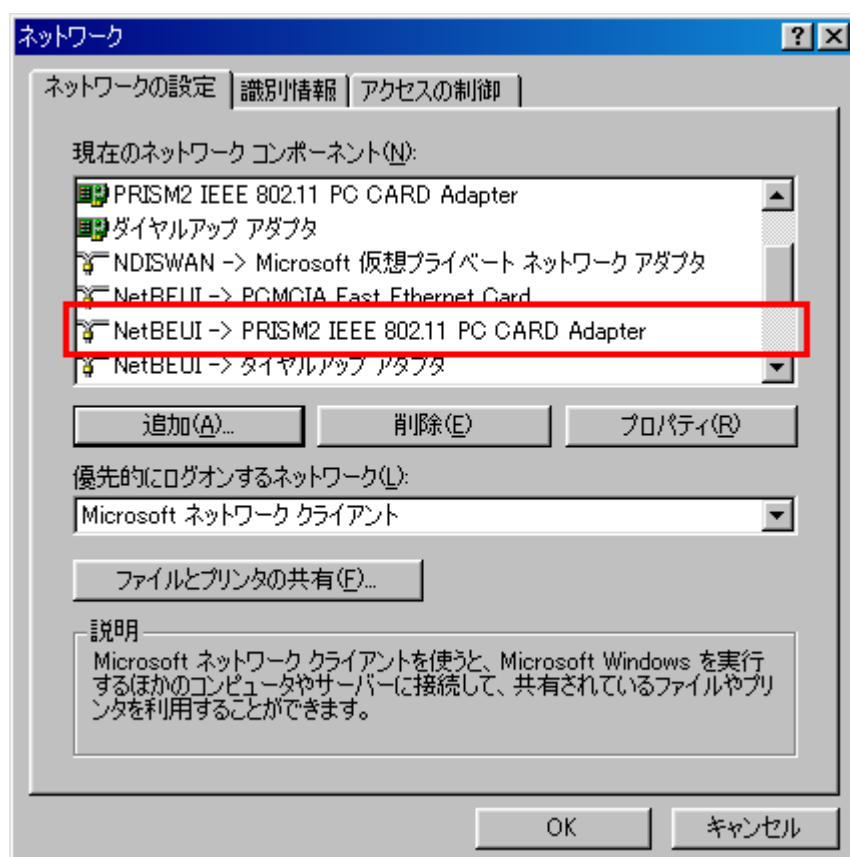 ネットワーク
ネットワークの設定 識別情報 アクセスの制御
現在のネットワーク コンポーネント(N):
PRISM2 IEEE 802.11 PC CARD Adapter
ダイヤルアップ アダプタ
NDISWAN -> Microsoft 仮想プライベート ネットワーク アダプタ
NetBEUI -> PCMCIA Fast Ethernet Card
NetBEUI -> PRISM2 IEEE 802.11 PC CARD Adapter
NetBEUI -> ダイヤルアップ アダプタ
追加(A)... 削除(E) プロパティ(R)
優先的にログオンするネットワーク(L):
Microsoft ネットワーク クライアント
ファイルとプリンタの共有(F)...
説明
Microsoft ネットワーク クライアントを使うと、Microsoft Windows を実行
するほかのコンピュータやサーバーに接続して、共有されているファイルやプリ
ンタを利用することができます。
OK キャンセル